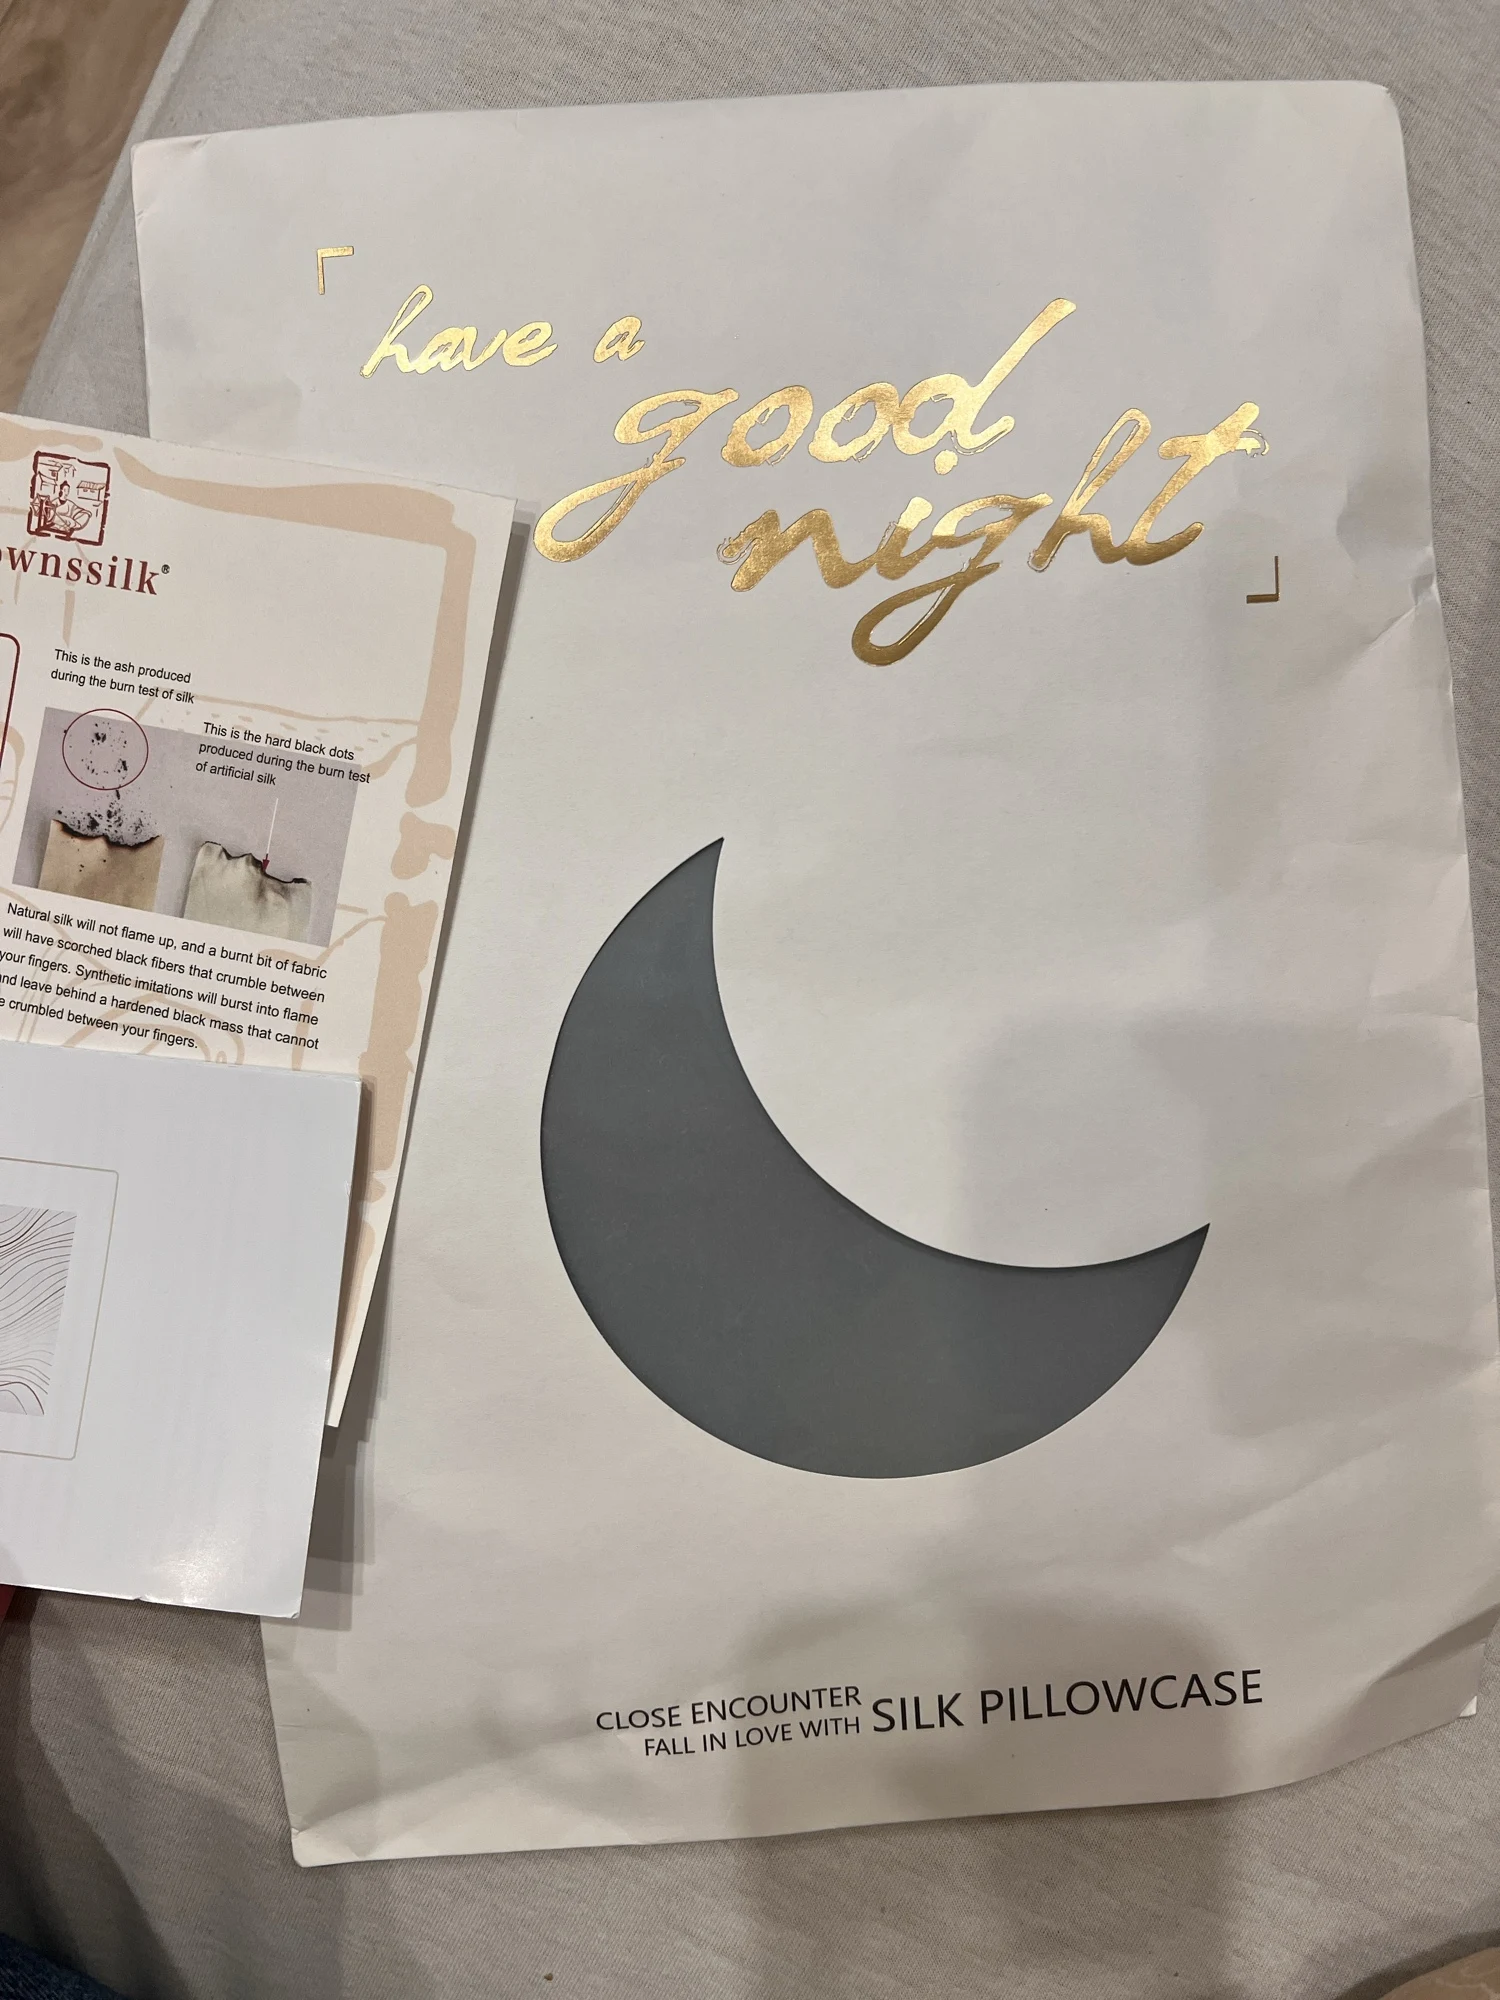 have a
good
night
ownssilk®
This is the ash produced
during the burn test of silk
This is the hard black dots
produced during the burn test
of artificial silk
Natural silk will not flame up, and a burnt bit of fabric
will have scorched black fibers that crumble between
your fingers. Synthetic imitations will burst into flame
nd leave behind a hardened black mass that cannot
e crumbled between your fingers.
CLOSE ENCOUNTER
FALL IN LOVE WITH SILK PILLOWCASE